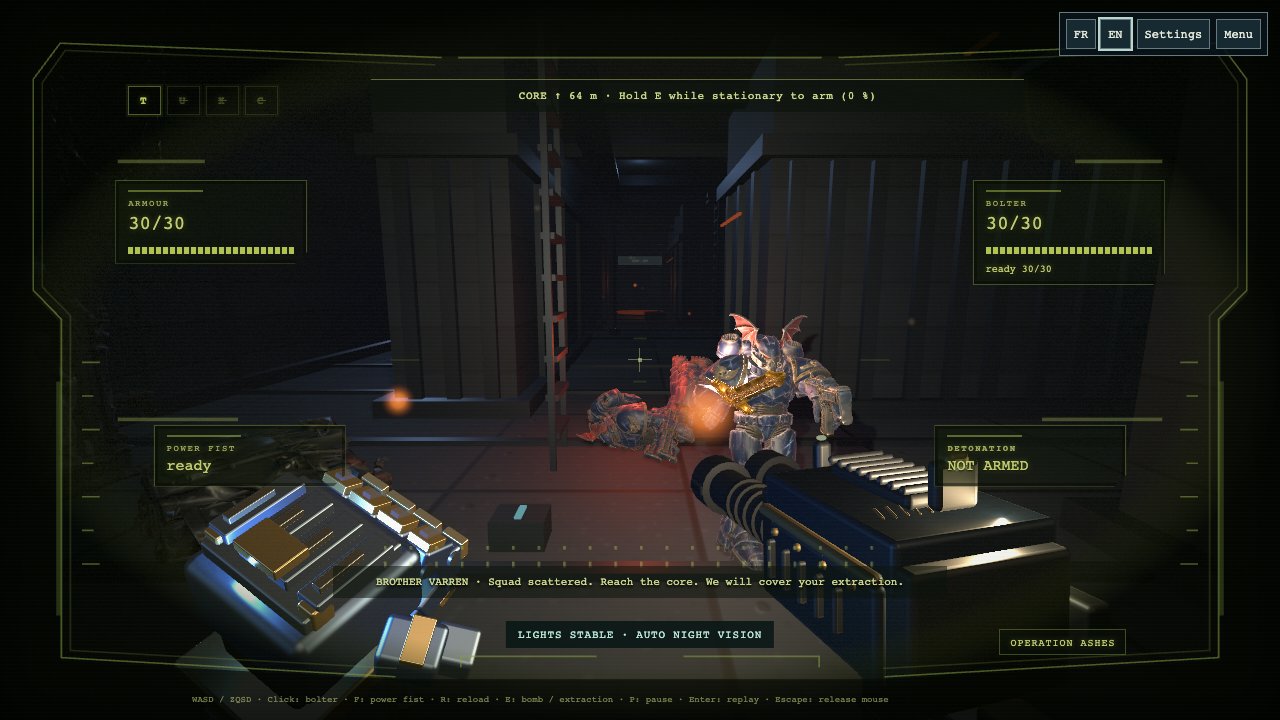 FR EN Settings Menu
CORE ↑ 64 m · Hold E while stationary to arm (0 %)
T U X C
ARMOUR
30/30
BOLTER
30/30
ready 30/30
POWER FIST
ready
DETONATION
NOT ARMED
BROTHER VARREN · Squad scattered. Reach the core. We will cover your extraction.
LIGHTS STABLE · AUTO NIGHT VISION
OPERATION ASHES
WASD / ZQSD · Click: bolter · F: power fist · R: reload · E: bomb / extraction · P: pause · Enter: replay · Escape: release mouse